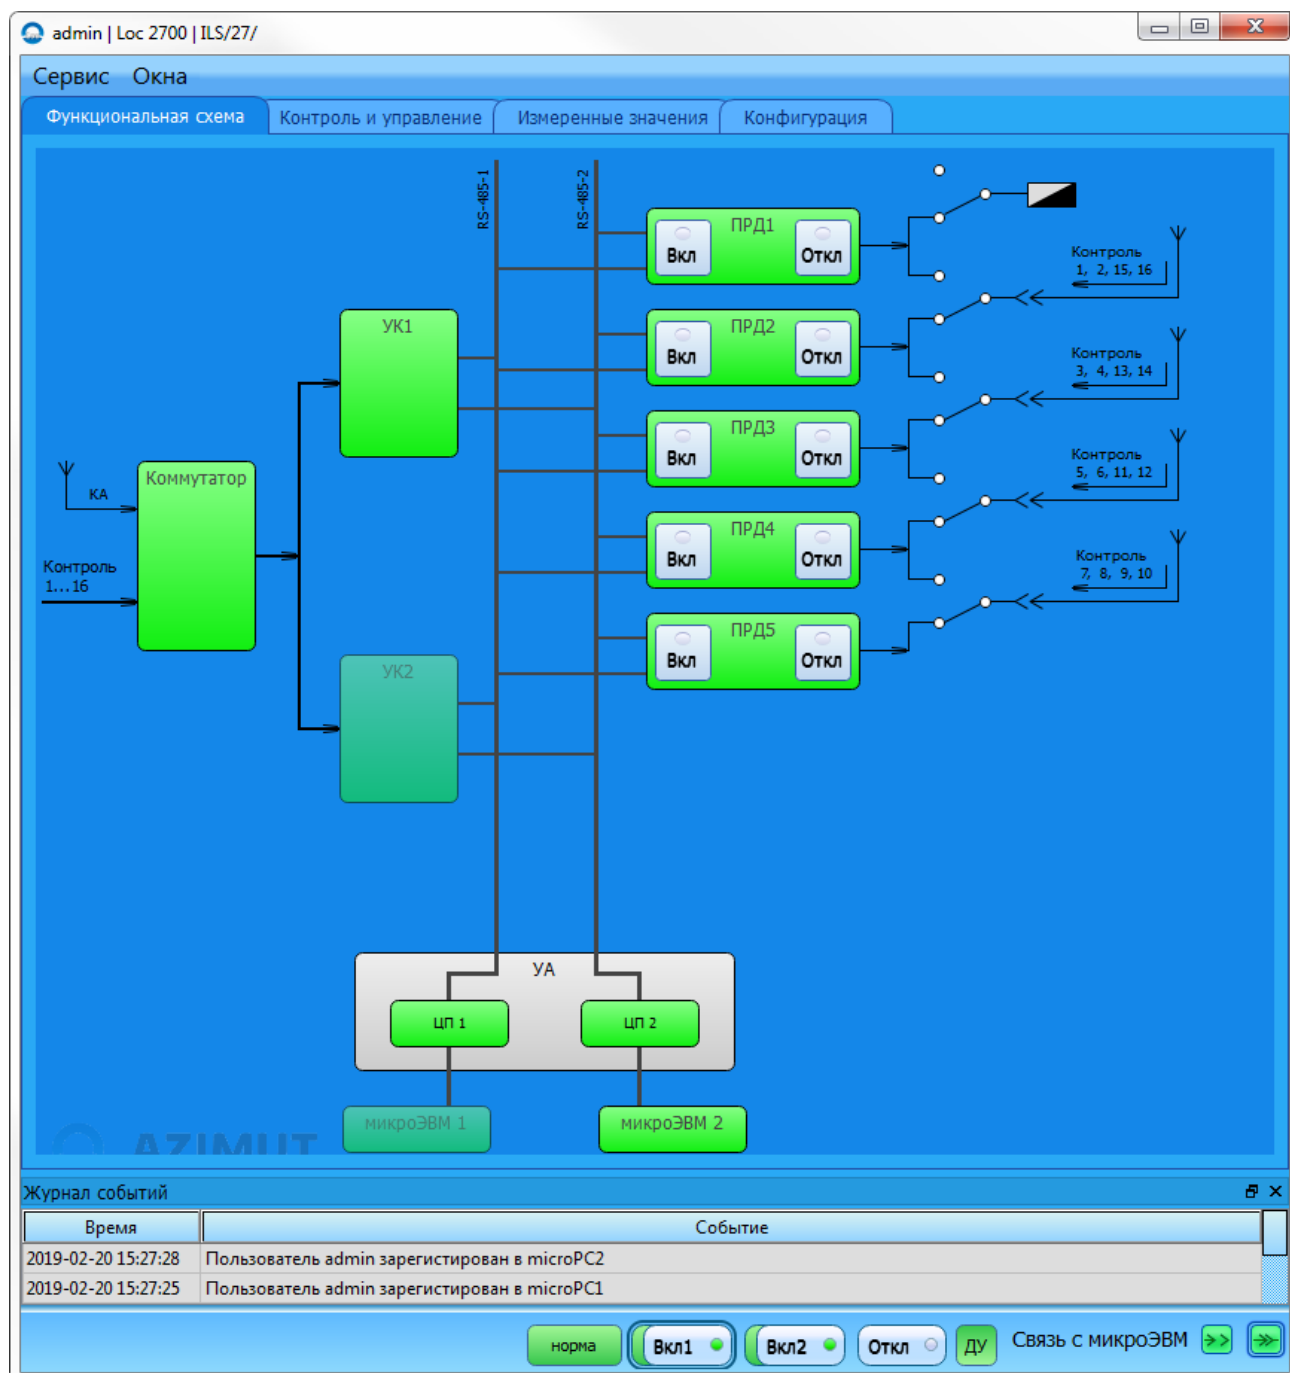 admin | Loc 2700 | ILS/27/
Сервис Окна
Функциональная схема Контроль и управление Измеренные значения Конфигурация
RS-485-1
RS-485-2
ПРД1
Вкл Откл
Контроль
1, 2, 15, 16
УК1
ПРД2
Вкл Откл
Контроль
3, 4, 13, 14
ПРД3
Вкл Откл
Контроль
5, 6, 11, 12
Коммутатор
КА
Контроль
1...16
ПРД4
Вкл Откл
Контроль
7, 8, 9, 10
ПРД5
Вкл Откл
УК2
УА
ЦП 1 ЦП 2
микроЭВМ 1 микроЭВМ 2
AZIMUT
Журнал событий
Время Событие
2019-02-20 15:27:28 Пользователь admin зарегистирован в microPC2
2019-02-20 15:27:25 Пользователь admin зарегистирован в microPC1
норма Вкл1 Вкл2 Откл ДУ Связь с микроЭВМ